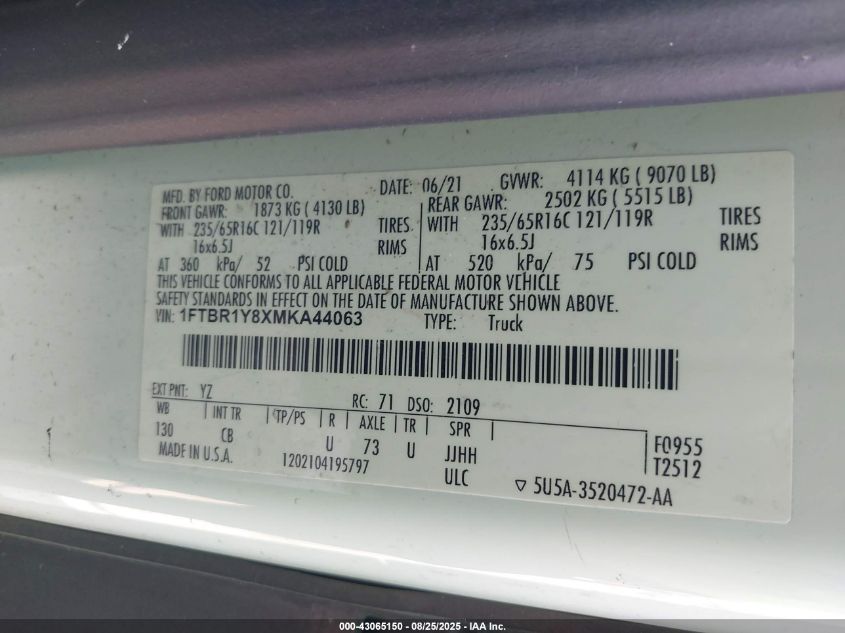 MFD. BY FORD MOTOR CO. DATE: 06/21 GVWR: 4114 KG ( 9070 LB)
FRONT GAWR: 1873 KG ( 4130 LB) REAR GAWR: 2502 KG ( 5515 LB)
WITH 235/65R16C 121/119R TIRES WITH 235/65R16C 121/119R TIRES
16x6.5J RIMS 16x6.5J RIMS
AT 360 kPa/ 52 PSI COLD AT 520 kPa/ 75 PSI COLD
THIS VEHICLE CONFORMS TO ALL APPLICABLE FEDERAL MOTOR VEHICLE
SAFETY STANDARDS IN EFFECT ON THE DATE OF MANUFACTURE SHOWN ABOVE.
VIN: 1FTBR1Y8XMKA44063 TYPE: Truck
EXT PNT: YZ RC: 71 DSO: 2109
WB INT TR TP/PS R AXLE TR SPR
130 CB U 73 U JJHH F0955
MADE IN U.S.A. 1202104195797 ULC T2512
5U5A-3520472-AA
000-43065150 - 08/25/2025 - IAA Inc.